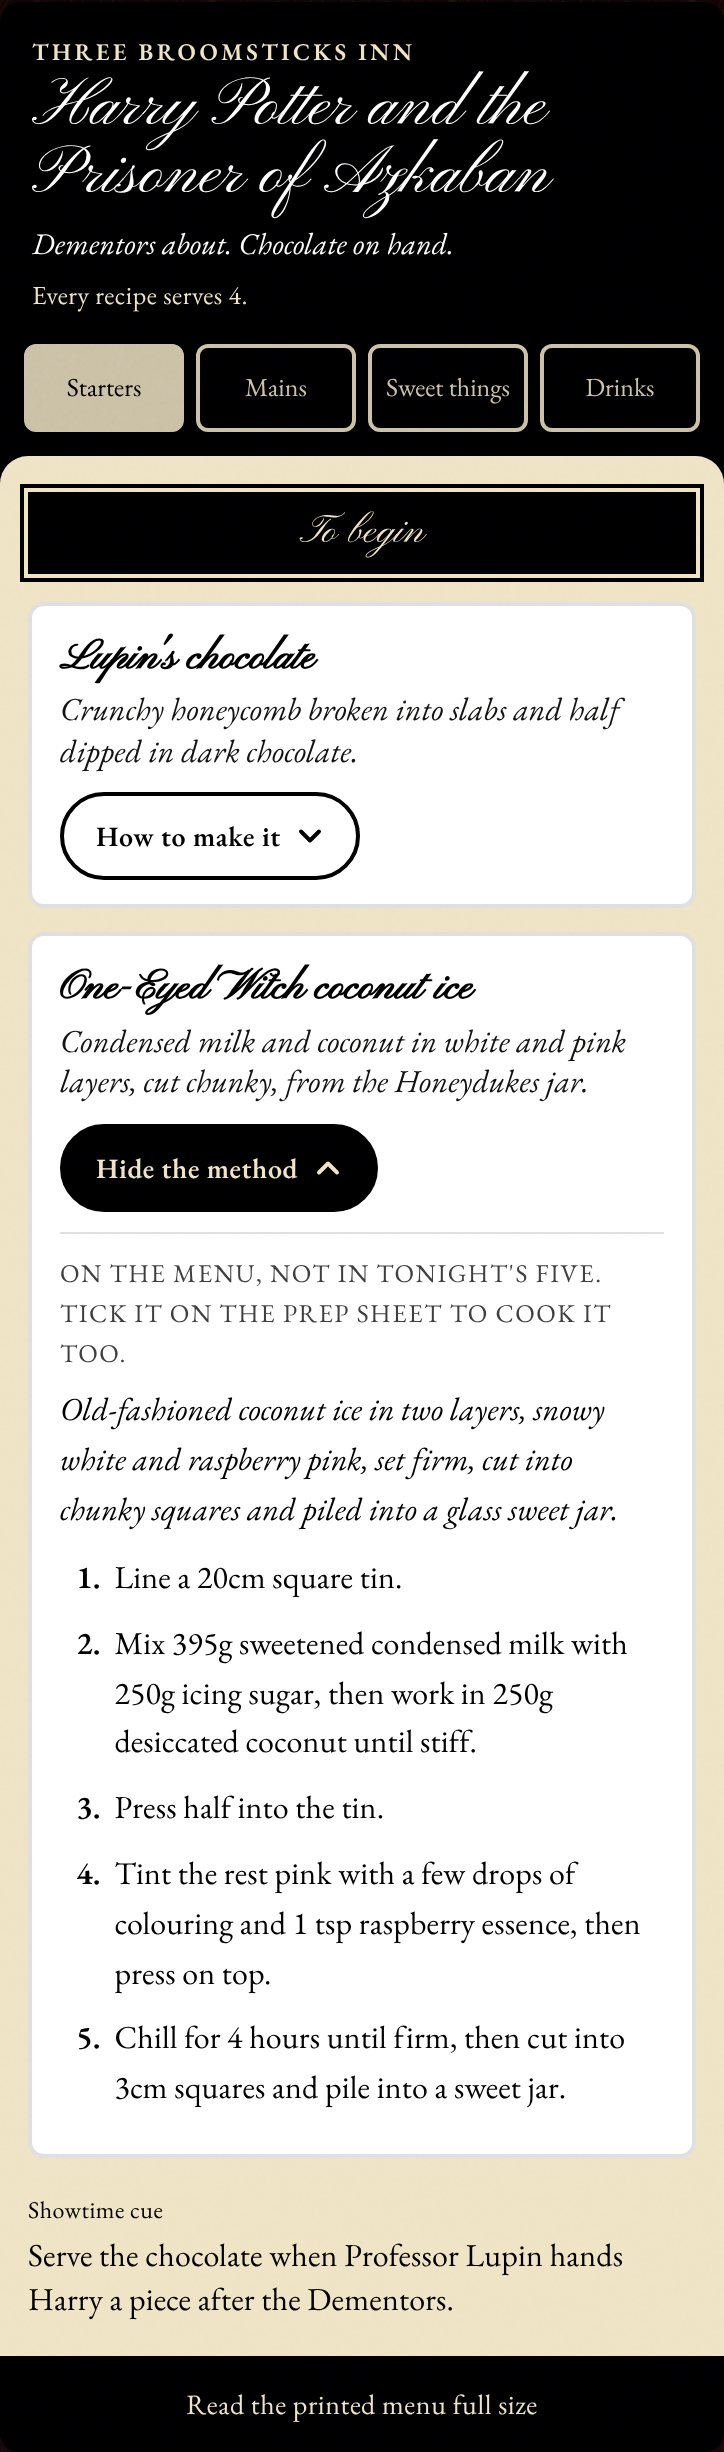 THREE BROOMSTICKS INN
Harry Potter and the
Prisoner of Azkaban
Dementors about. Chocolate on hand.
Every recipe serves 4.
Starters
Mains
Sweet things
Drinks
To begin
Lupin's chocolate
Crunchy honeycomb broken into slabs and half
dipped in dark chocolate.
How to make it
One-Eyed Witch coconut ice
Condensed milk and coconut in white and pink
layers, cut chunky, from the Honeydukes jar.
Hide the method
ON THE MENU, NOT IN TONIGHT'S FIVE.
TICK IT ON THE PREP SHEET TO COOK IT
TOO.
Old-fashioned coconut ice in two layers, snowy
white and raspberry pink, set firm, cut into
chunky squares and piled into a glass sweet jar.
1. Line a 20cm square tin.
2. Mix 395g sweetened condensed milk with
250g icing sugar, then work in 250g
desiccated coconut until stiff.
3. Press half into the tin.
4. Tint the rest pink with a few drops of
colouring and 1 tsp raspberry essence, then
press on top.
5. Chill for 4 hours until firm, then cut into
3cm squares and pile into a sweet jar.
Showtime cue
Serve the chocolate when Professor Lupin hands
Harry a piece after the Dementors.
Read the printed menu full size